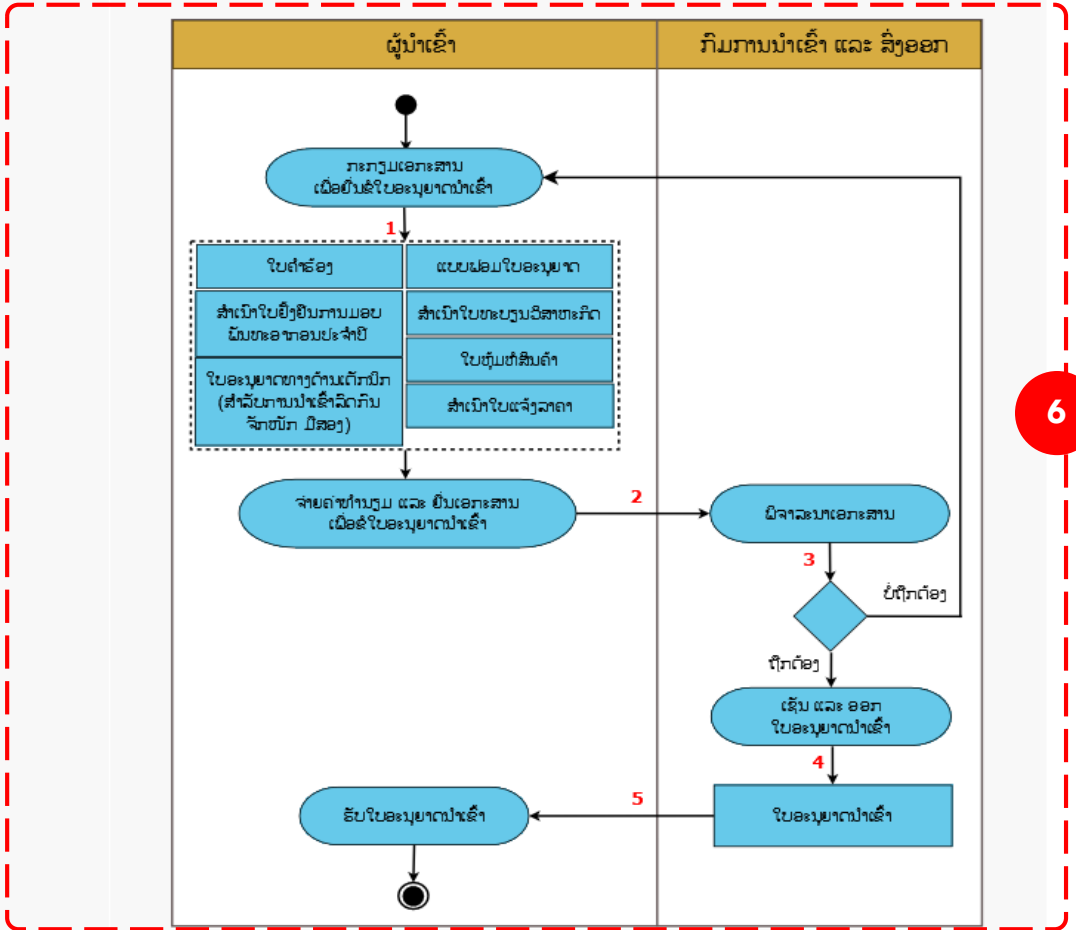 ຜູ້ນຳເຂົ້າ
ກົມການນຳເຂົ້າ ແລະ ສົ່ງອອກ
ກະກຽມເອກະສານ
ເພື່ອຍື່ນຂໍໃບອະນຸຍາດນຳເຂົ້າ
1
ໃບຄຳຮ້ອງ
ແບບຟອມໃບອະນຸຍາດ
ສຳເນົາໃບຢັ້ງຢືນການມອບ
ພັນທະອາກອນປະຈຳປີ
ສຳເນົາໃບທະບຽນວິສາຫະກິດ
ໃບຫຸ້ມຫໍ່ສິນຄ້າ
ໃບອະນຸຍາດທາງດ້ານເຕັກນິກ
(ສຳລັບການນຳເຂົ້າລົດກົນ
ຈັກໜັກ ມືສອງ)
ສຳເນົາໃບແຈ້ງລາຄາ
ຈ່າຍຄ່າທຳນຽມ ແລະ ຍື່ນເອກະສານ
ເພື່ອຂໍໃບອະນຸຍາດນຳເຂົ້າ
2
ພິຈາລະນາເອກະສານ
3
ບໍ່ຖືກຕ້ອງ
ຖືກຕ້ອງ
ເຊັນ ແລະ ອອກ
ໃບອະນຸຍາດນຳເຂົ້າ
4
ໃບອະນຸຍາດນຳເຂົ້າ
5
ຮັບໃບອະນຸຍາດນຳເຂົ້າ
6